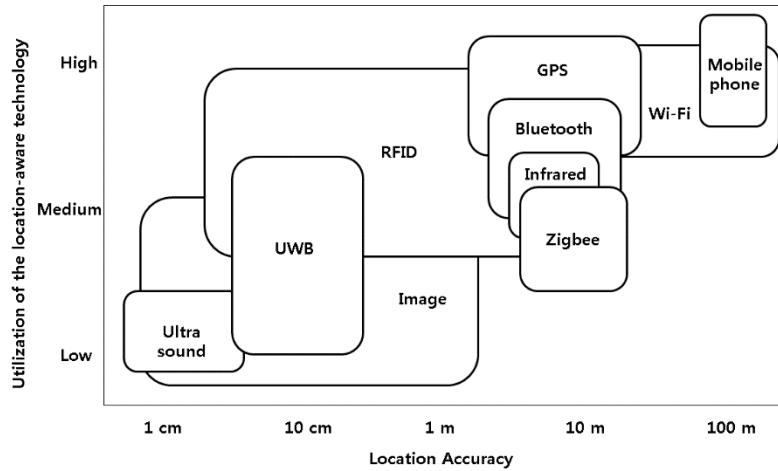 Utilization of the location-aware technology
High
Medium
Low
GPS
Mobile
phone
Wi-Fi
Bluetooth
RFID
Infrared
Zigbee
UWB
Image
Ultra
sound
1 cm
10 cm
1 m
10 m
100 m
Location Accuracy